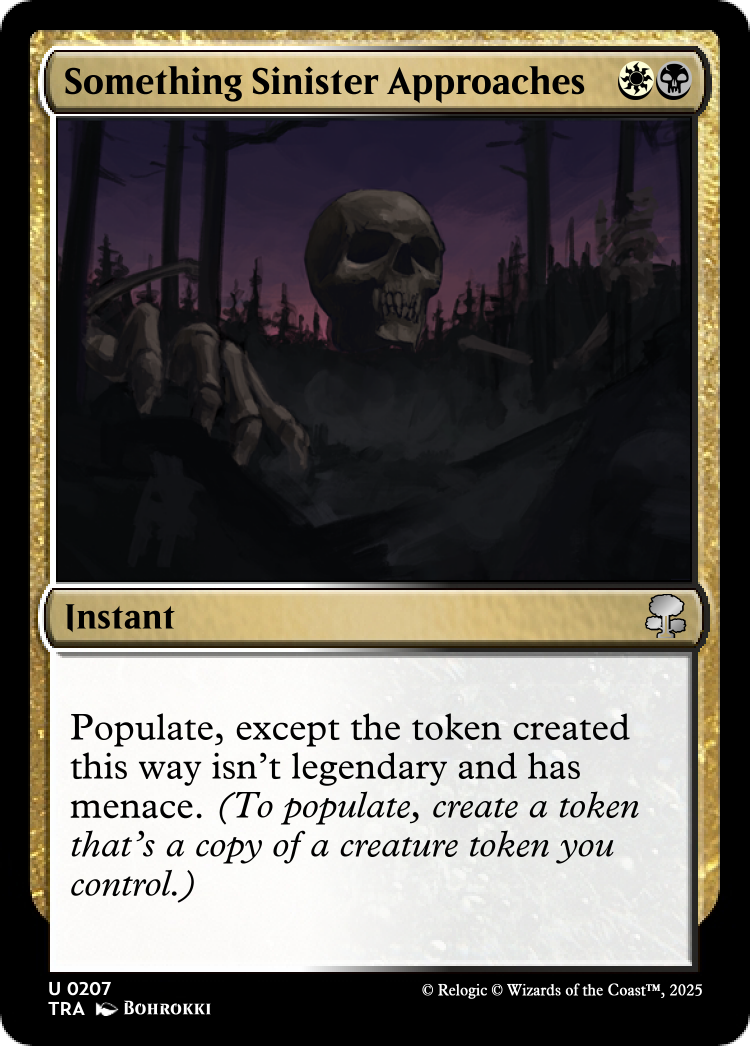 Something Sinister Approaches
Instant
Populate, except the token created
this way isn't legendary and has
menace. (To populate, create a token
that's a copy of a creature token you
control.)
U 0207
TRA BOHROKKI
© Relogic © Wizards of the Coast™, 2025